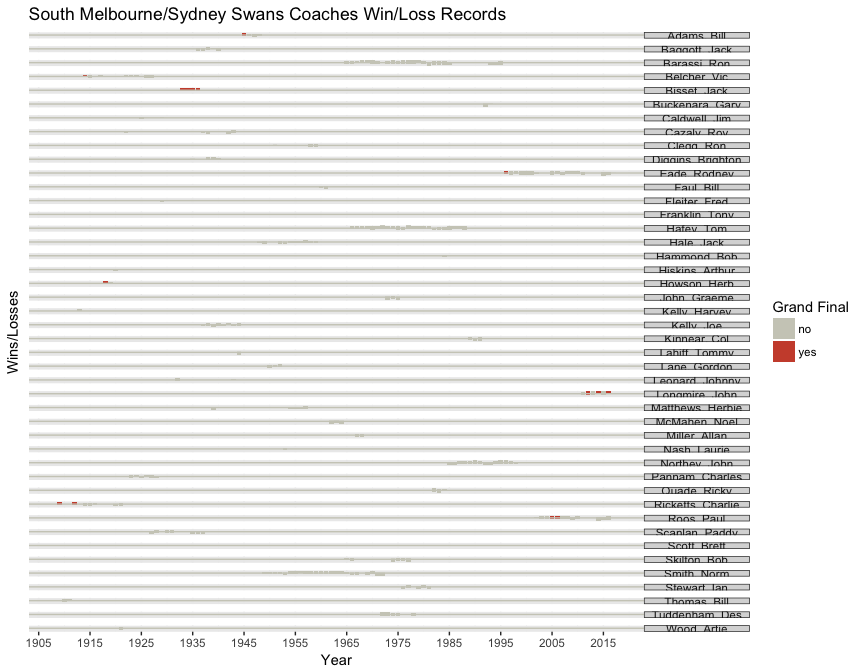 South Melbourne/Sydney Swans Coaches Win/Loss Records
Adams, Bill
Baggott, Jack
Barassi, Ron
Belcher, Vic
Bisset, Jack
Buckenara, Gary
Caldwell, Jim
Cazaly, Roy
Clegg, Ron
Diggins, Brighton
Eade, Rodney
Faul, Bill
Fleiter, Fred
Franklin, Tony
Hafey, Tom
Hale, Jack
Hammond, Bob
Hiskins, Arthur
Howson, Herb
John, Graeme
Kelly, Harvey
Kelly, Joe
Kinnear, Col
Lahiff, Tommy
Lane, Gordon
Leonard, Johnny
Longmire, John
Matthews, Herbie
McMahen, Noel
Miller, Allan
Nash, Laurie
Northey, John
Pannam, Charles
Quade, Ricky
Ricketts, Charlie
Roos, Paul
Scanlan, Paddy
Scott, Brett
Skilton, Bob
Smith, Norm
Stewart, Ian
Thomas, Bill
Tuddenham, Des
Wood, Artie
Wins/Losses
1905 1915 1925 1935 1945 1955 1965 1975 1985 1995 2005 2015
Year
Grand Final
no
yes